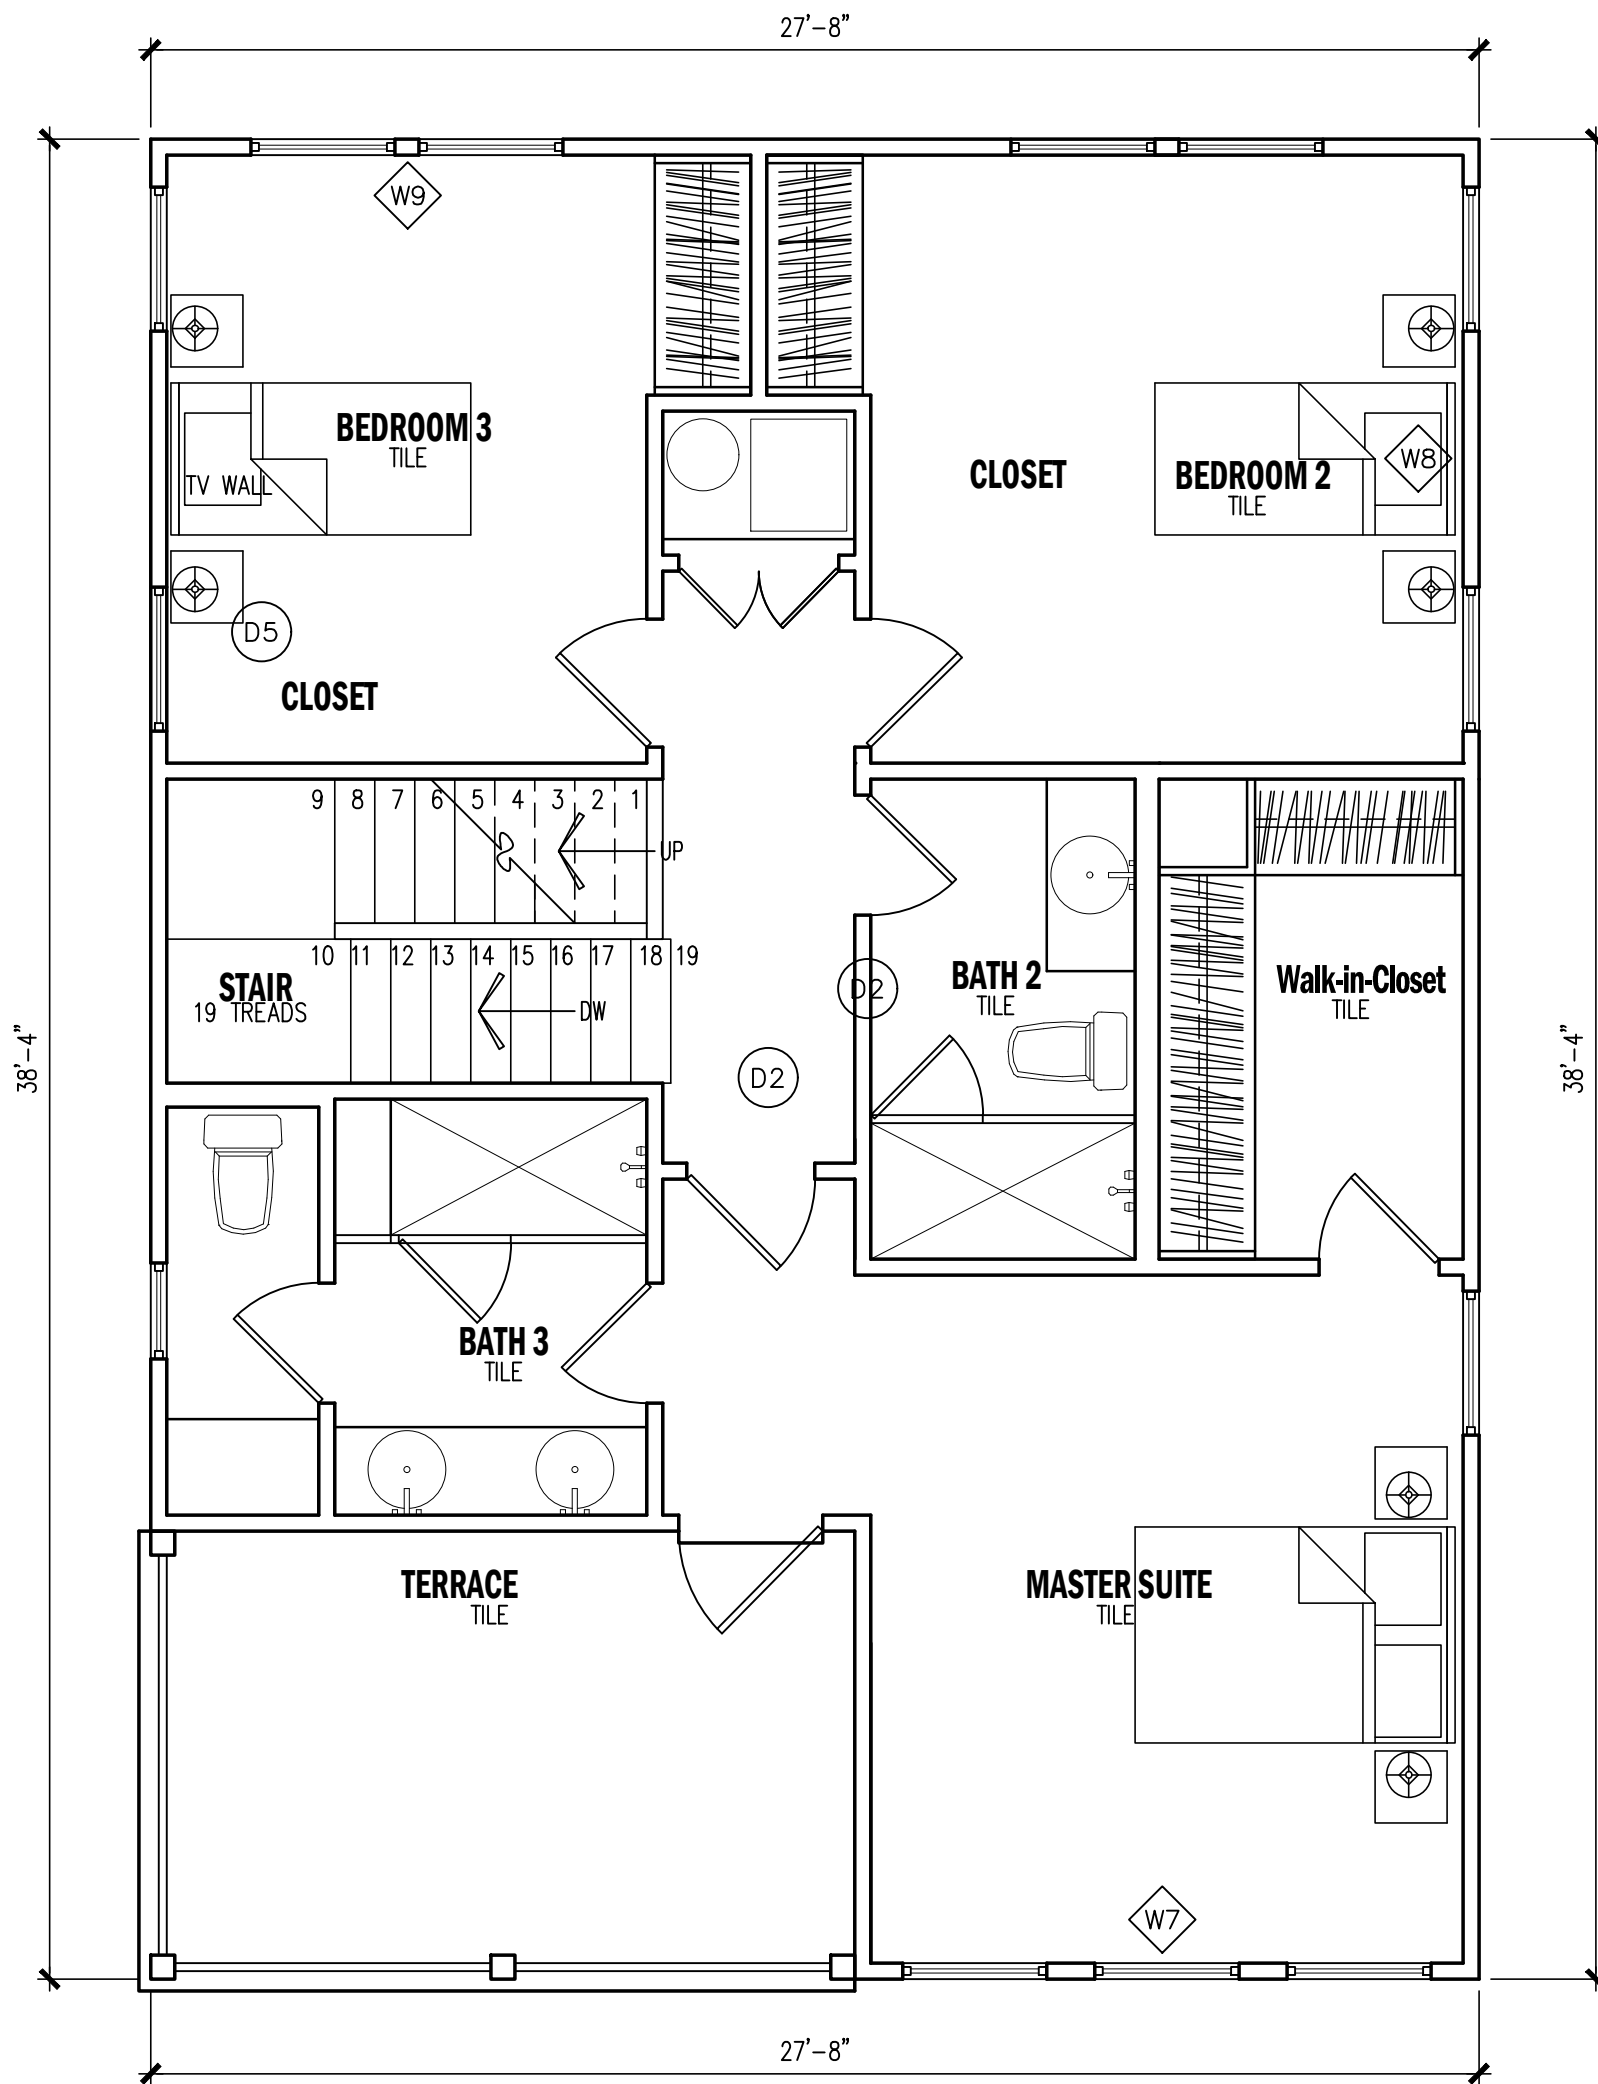 27'-8"
W9
BEDROOM 3
TILE
TV WALL
CLOSET
BEDROOM 2
TILE
W8
D5
CLOSET
9 8 7 6 5 4 3 2 1
UP
10 11 12 13 14 15 16 17 18 19
STAIR
19 TREADS
DW
BATH 2
TILE
D2
Walk-in-Closet
TILE
38'-4"
38'-4"
D2
BATH 3
TILE
TERRACE
TILE
MASTER SUITE
TILE
W7
27'-8"